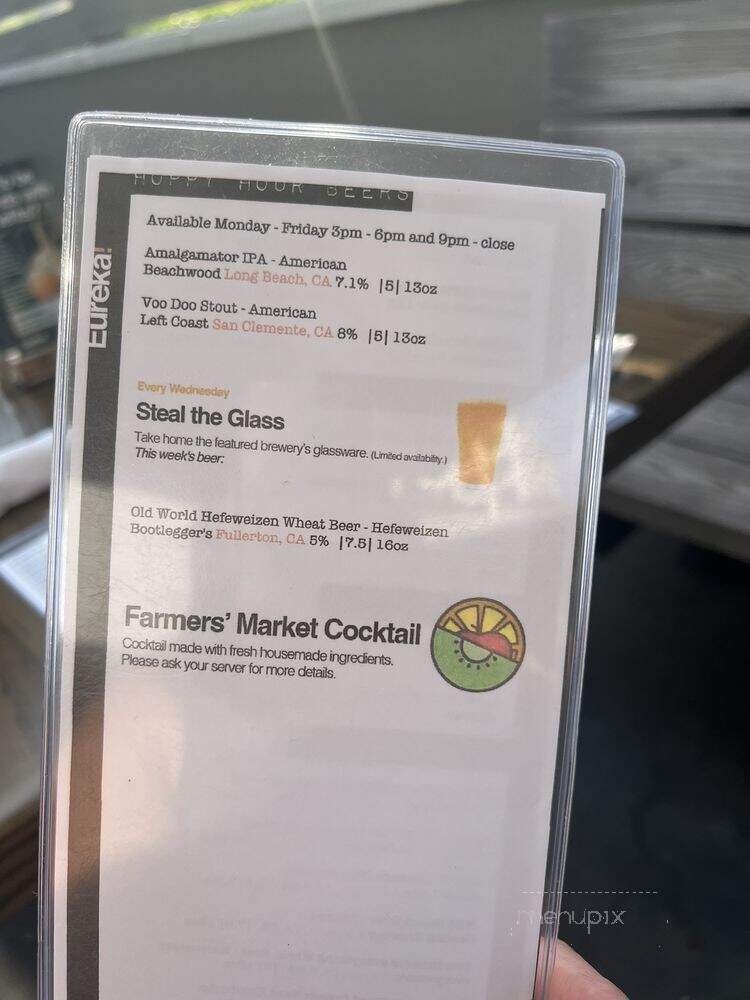 HOPPY HOUR BEERS
Eureka!
Available Monday - Friday 3pm - 6pm and 9pm - close
Amalgamator IPA - American
Beachwood Long Beach, CA 7.1% |5| 13oz
Voo Doo Stout - American
Left Coast San Clemente, CA 8% |5| 13oz
Every Wednesday
Steal the Glass
Take home the featured brewery's glassware. (Limited availability.)
This week's beer:
Old World Hefeweizen Wheat Beer - Hefeweizen
Bootlegger's Fullerton, CA 5% |7.5| 16oz
Farmers' Market Cocktail
Cocktail made with fresh housemade ingredients.
Please ask your server for more details.
menupix